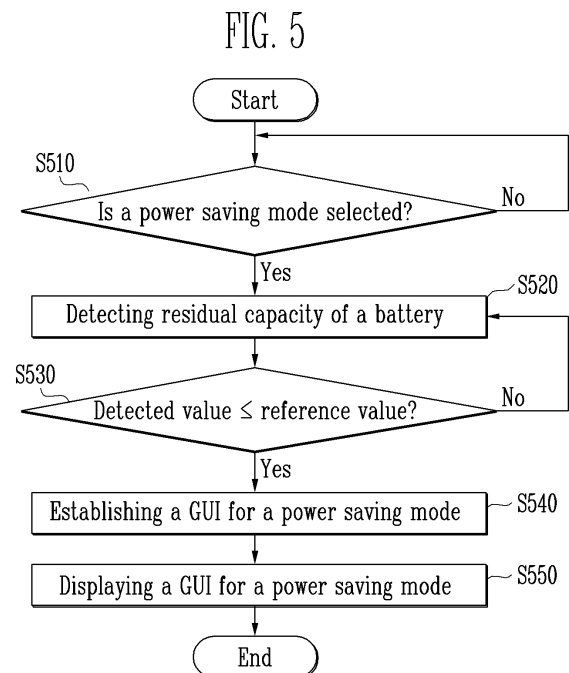 FIG. 5
Start
S510
Is a power saving mode selected?
No
Yes
S520
Detecting residual capacity of a battery
S530
Detected value ≤ reference value?
No
Yes
Establishing a GUI for a power saving mode
S540
Displaying a GUI for a power saving mode
S550
End